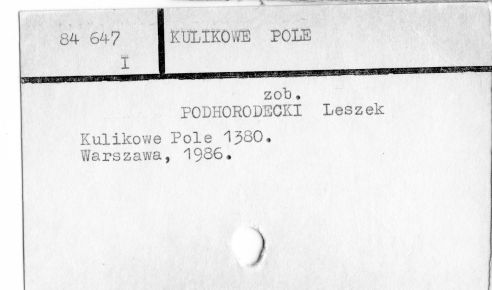 84 647
I
KULIKOWE POLE
zob.
PODHORODECKI Leszek
Kulikowe Pole 1380.
Warszawa, 1986.